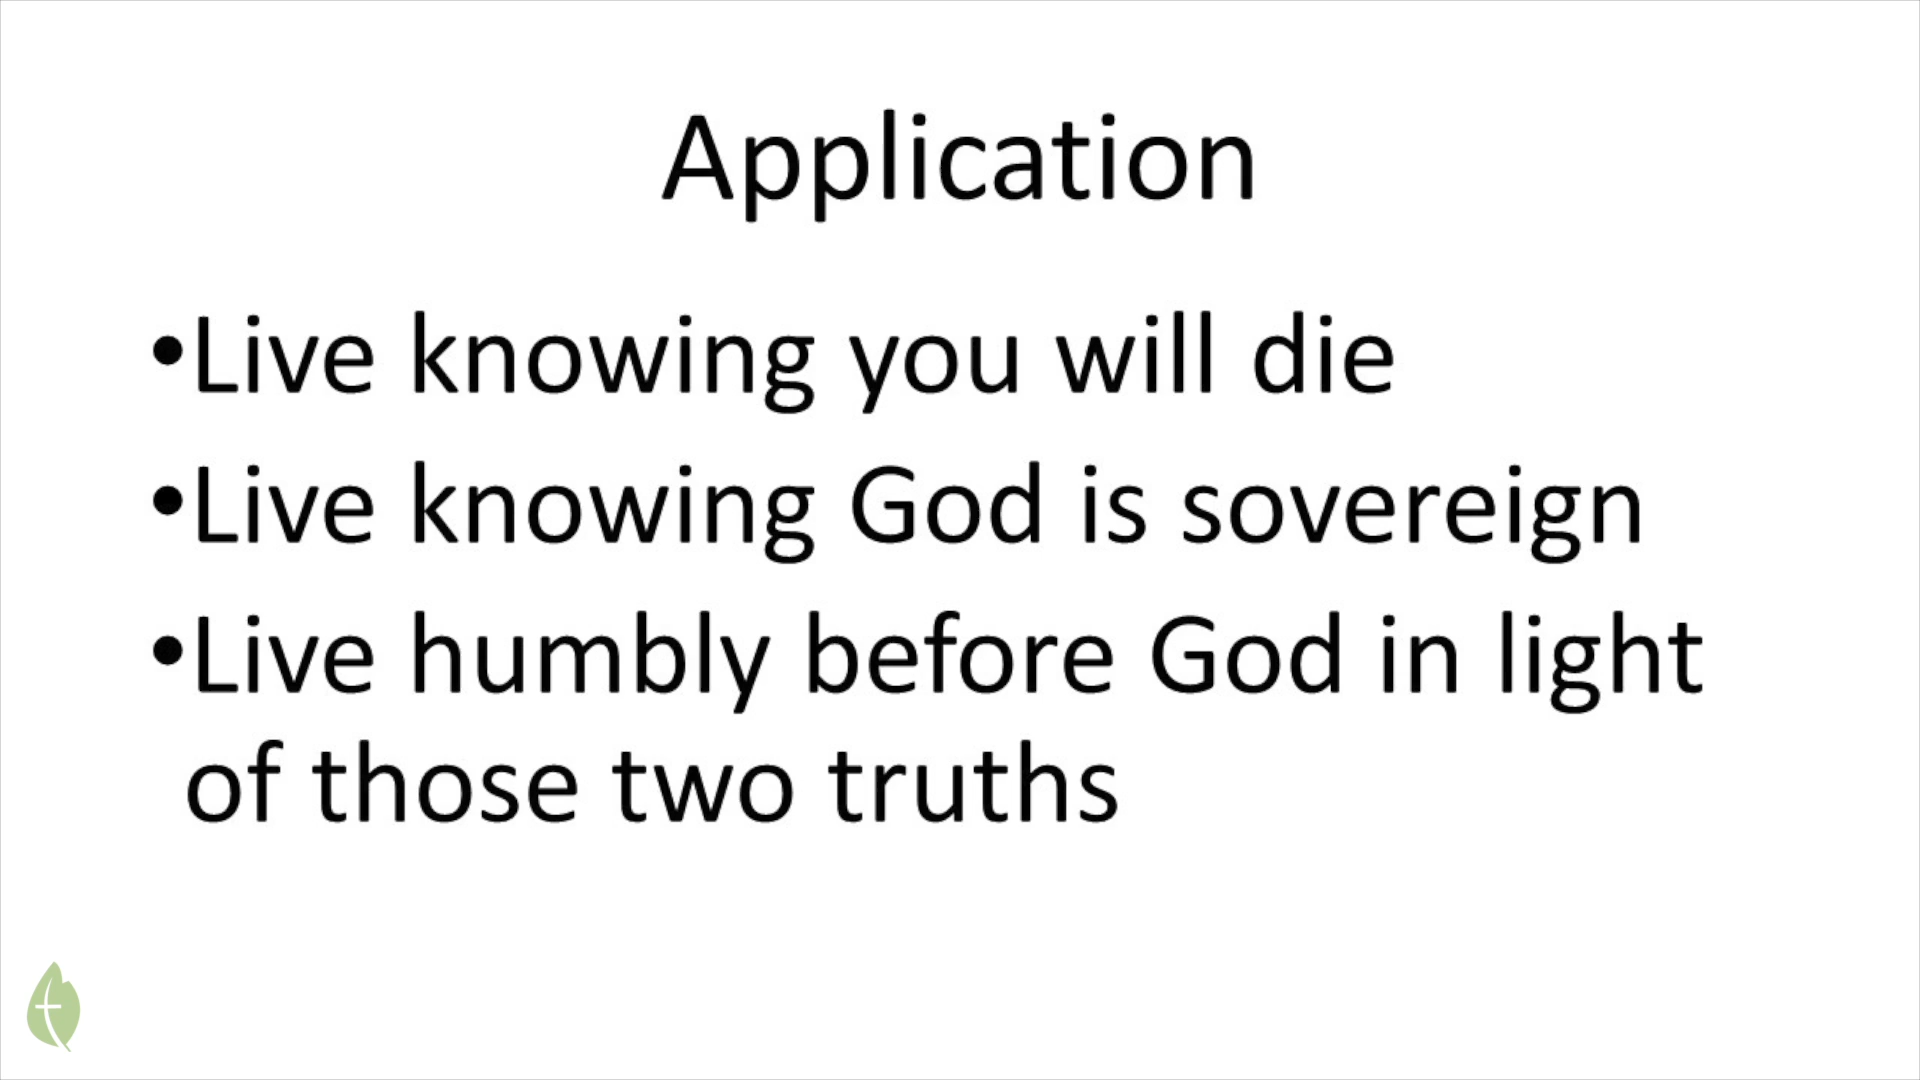 Application
•Live knowing you will die
•Live knowing God is sovereign
•Live humbly before God in light
of those two truths